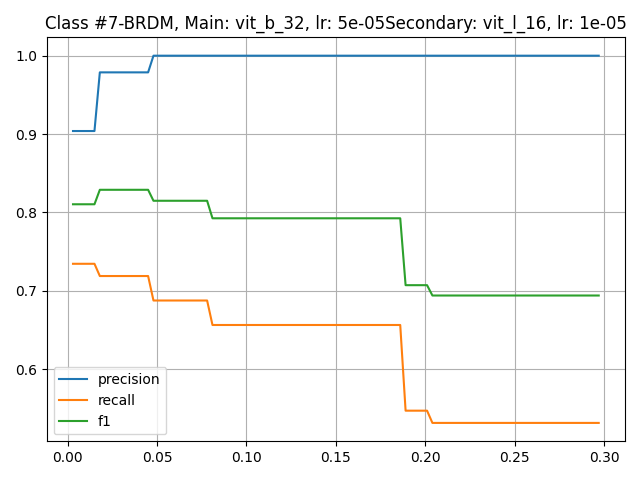 Class #7-BRDM, Main: vit_b_32, lr: 5e-05Secondary: vit_l_16, lr: 1e-05
1.0
0.9
0.8
0.7
0.6
precision
recall
f1
0.00 0.05 0.10 0.15 0.20 0.25 0.30